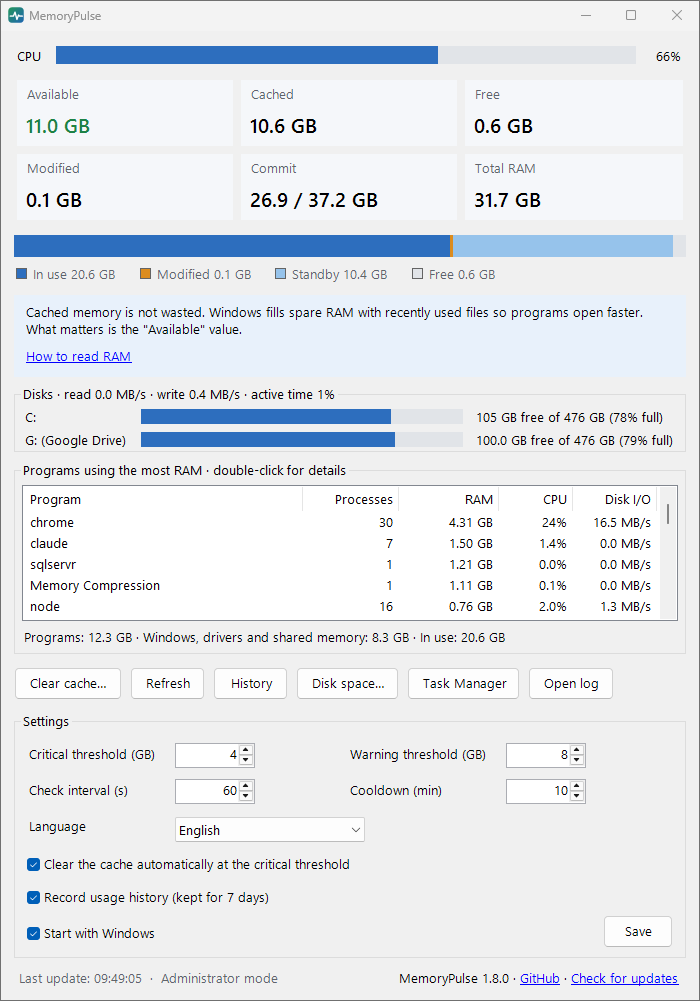 MemoryPulse
CPU 66%
Available Cached Free
11.0 GB 10.6 GB 0.6 GB
Modified Commit Total RAM
0.1 GB 26.9 / 37.2 GB 31.7 GB
In use 20.6 GB Modified 0.1 GB Standby 10.4 GB Free 0.6 GB
Cached memory is not wasted. Windows fills spare RAM with recently used files so programs open faster.
What matters is the "Available" value.
How to read RAM
Disks · read 0.0 MB/s · write 0.4 MB/s · active time 1%
C: 105 GB free of 476 GB (78% full)
G: (Google Drive) 100.0 GB free of 476 GB (79% full)
Programs using the most RAM · double-click for details
Program Processes RAM CPU Disk I/O
chrome 30 4.31 GB 24% 16.5 MB/s
claude 7 1.50 GB 1.4% 0.0 MB/s
sqlservr 1 1.21 GB 0.0% 0.0 MB/s
Memory Compression 1 1.11 GB 0.1% 0.0 MB/s
node 16 0.76 GB 2.0% 1.3 MB/s
Programs: 12.3 GB · Windows, drivers and shared memory: 8.3 GB · In use: 20.6 GB
Clear cache... Refresh History Disk space... Task Manager Open log
Settings
Critical threshold (GB) 4 Warning threshold (GB) 8
Check interval (s) 60 Cooldown (min) 10
Language English
Clear the cache automatically at the critical threshold
Record usage history (kept for 7 days)
Start with Windows
Save
Last update: 09:49:05 · Administrator mode MemoryPulse 1.8.0 · GitHub · Check for updates